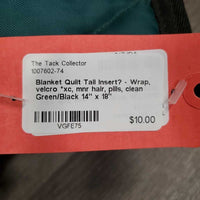 The Tack Collector
1007602-74
Blanket Quilt Tail Insert? - Wrap,
velcro *xc, mnr hair, pills, clean
Green/Black 14" x 18"
VGFE75
$10.00